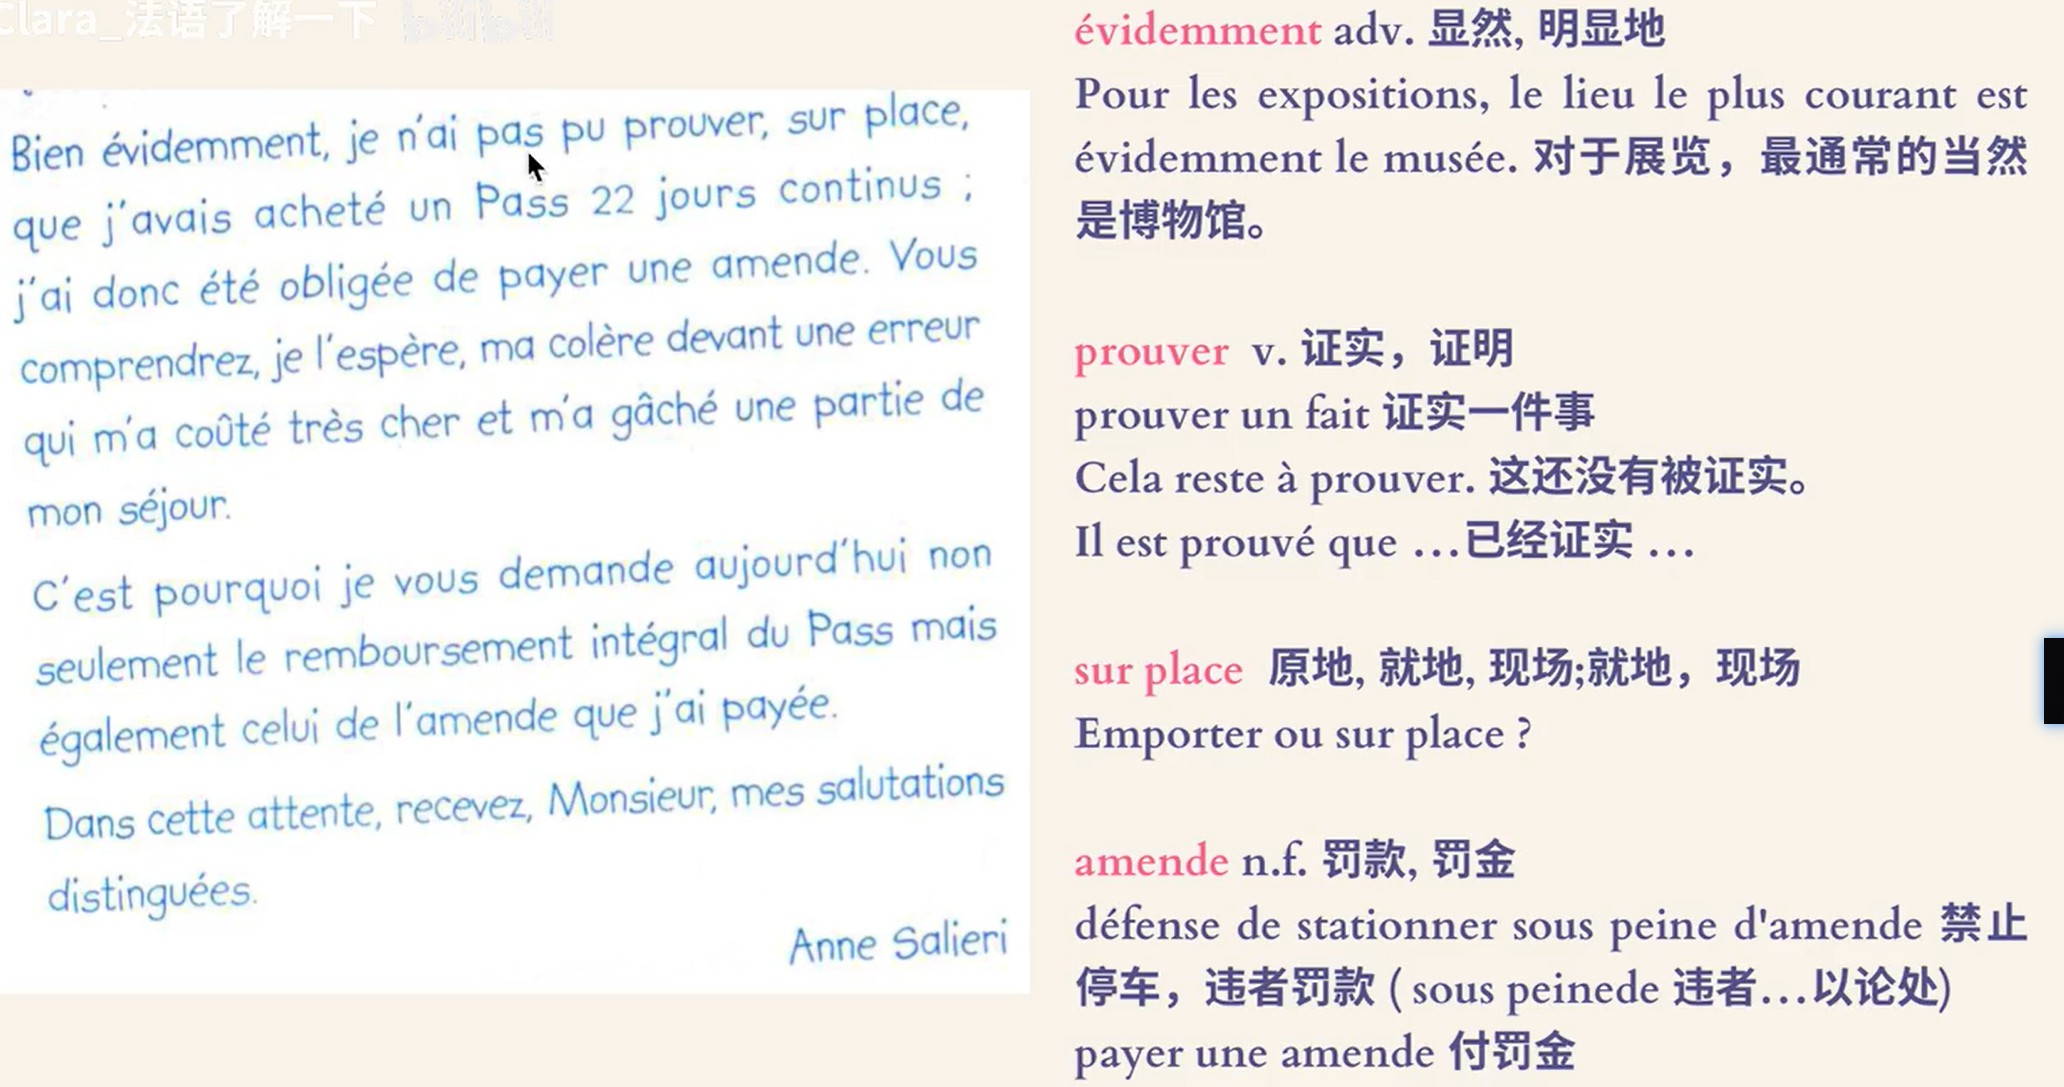 Clara_法语了解一下
Bien évidemment, je n'ai pas pu prouver, sur place,
que j'avais acheté un Pass 22 jours continus ;
j'ai donc été obligée de payer une amende. Vous
comprendrez, je l'espère, ma colère devant une erreur
qui m'a coûté très cher et m'a gâché une partie de
mon séjour.
C'est pourquoi je vous demande aujourd'hui non
seulement le remboursement intégral du Pass mais
également celui de l'amende que j'ai payée.
Dans cette attente, recevez, Monsieur, mes salutations
distinguées.
Anne Salieri
évidemment adv. 显然, 明显地
Pour les expositions, le lieu le plus courant est
évidemment le musée. 对于展览，最通常的当然
是博物馆。
prouver v. 证实，证明
prouver un fait 证实一件事
Cela reste à prouver. 这还没有被证实。
Il est prouvé que …已经证实 …
sur place 原地, 就地, 现场;就地，现场
Emporter ou sur place ?
amende n.f. 罚款, 罚金
défense de stationner sous peine d'amende 禁止
停车，违者罚款 ( sous peinede 违者…以论处)
payer une amende 付罚金